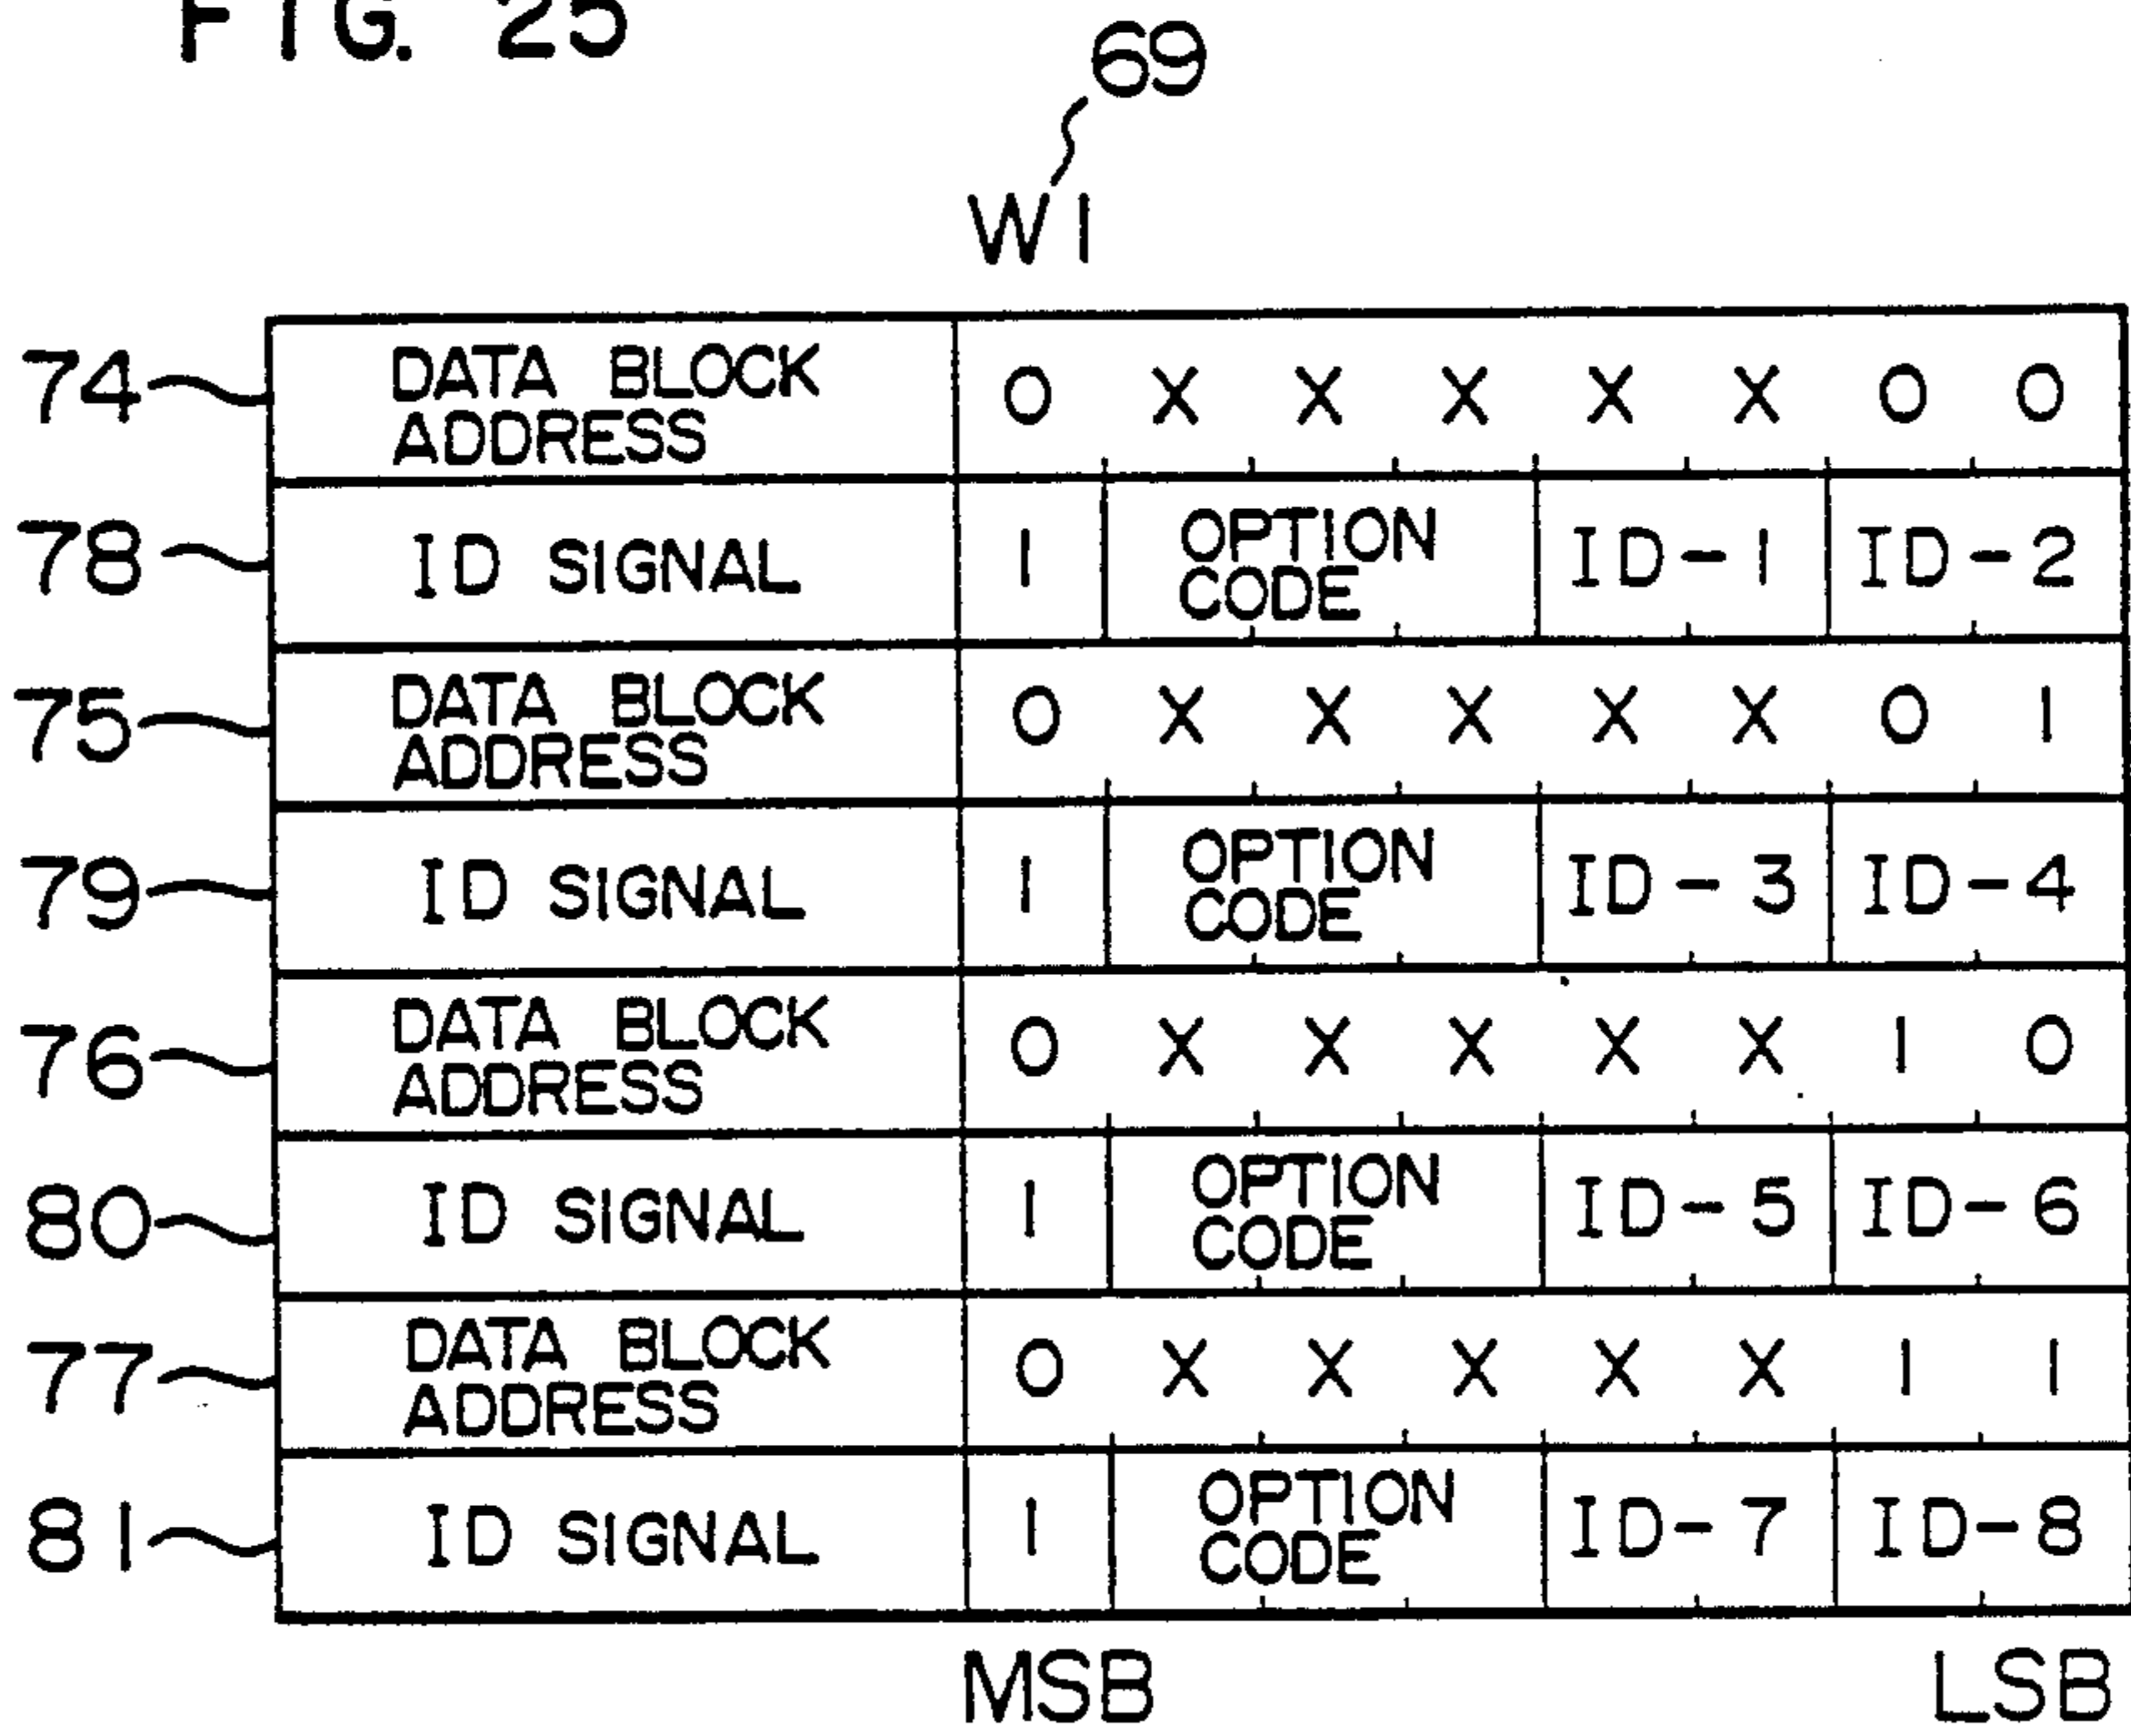 FIG. 25
69
W1
74 DATA BLOCK ADDRESS 0 X X X X X 0 0
78 ID SIGNAL 1 OPTION CODE ID-1 ID-2
75 DATA BLOCK ADDRESS 0 X X X X X 0 1
79 ID SIGNAL 1 OPTION CODE ID-3 ID-4
76 DATA BLOCK ADDRESS 0 X X X X X 1 0
80 ID SIGNAL 1 OPTION CODE ID-5 ID-6
77 DATA BLOCK ADDRESS 0 X X X X X 1 1
81 ID SIGNAL 1 OPTION CODE ID-7 ID-8
MSB LSB